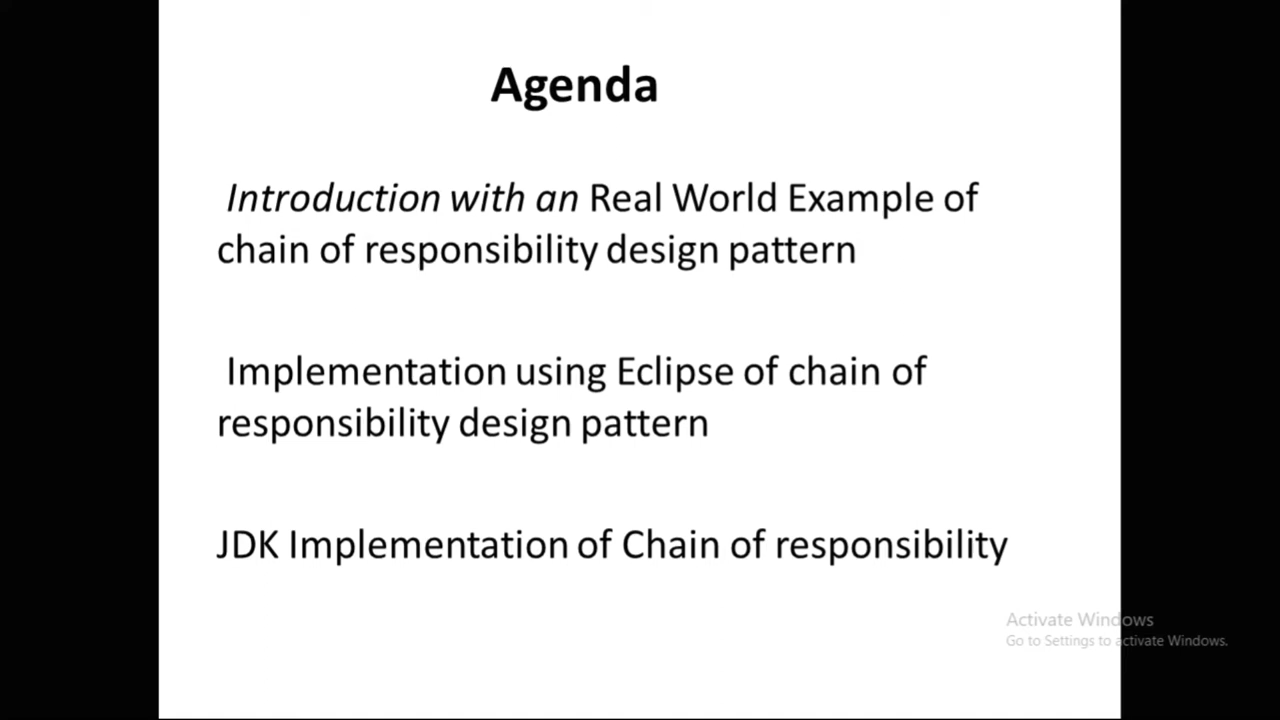 Agenda
Introduction with an Real World Example of
chain of responsibility design pattern
Implementation using Eclipse of chain of
responsibility design pattern
JDK Implementation of Chain of responsibility
Activate Windows
Go to Settings to activate Windows.